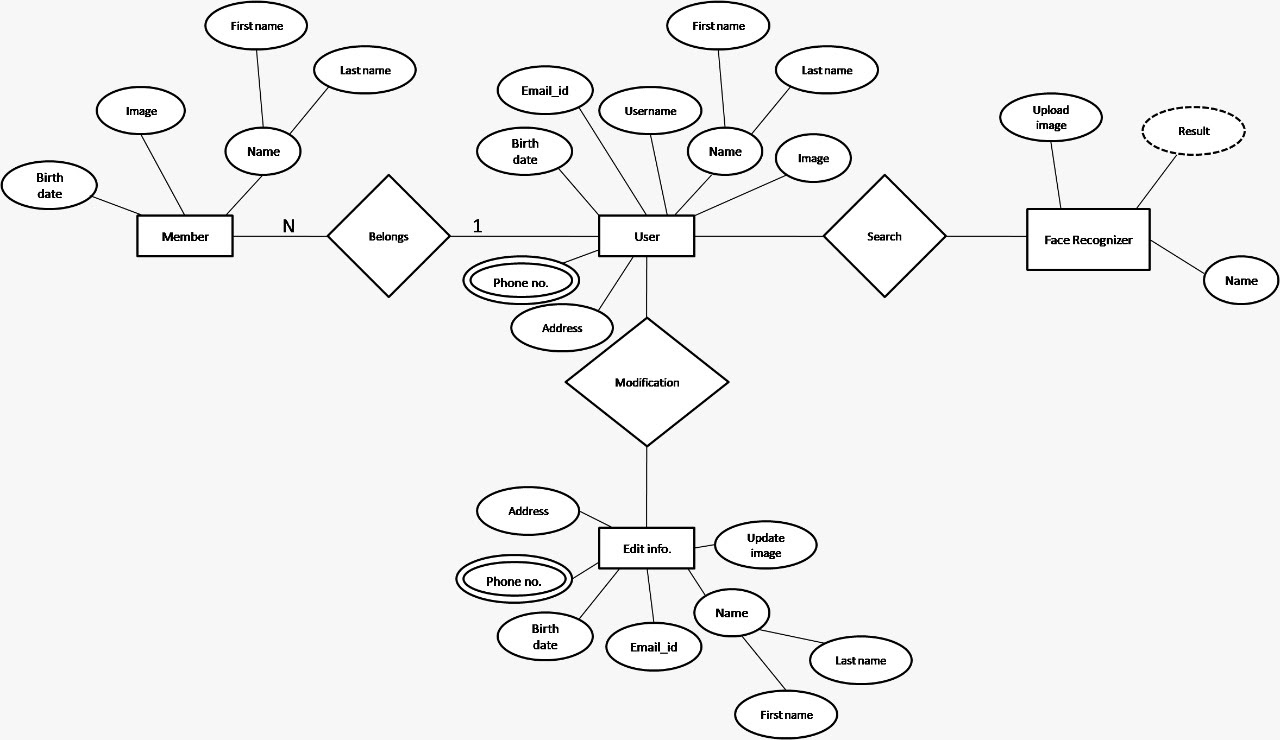 First name
First name
Last name
Last name
Email_id
Image
Username
Upload
image
Result
Name
Birth
date
Name
Image
Birth
date
Member
N
Belongs
1
User
Search
Face Recognizer
Phone no.
Name
Address
Modification
Address
Edit info.
Update
image
Phone no.
Name
Birth
date
Email_id
Last name
First name